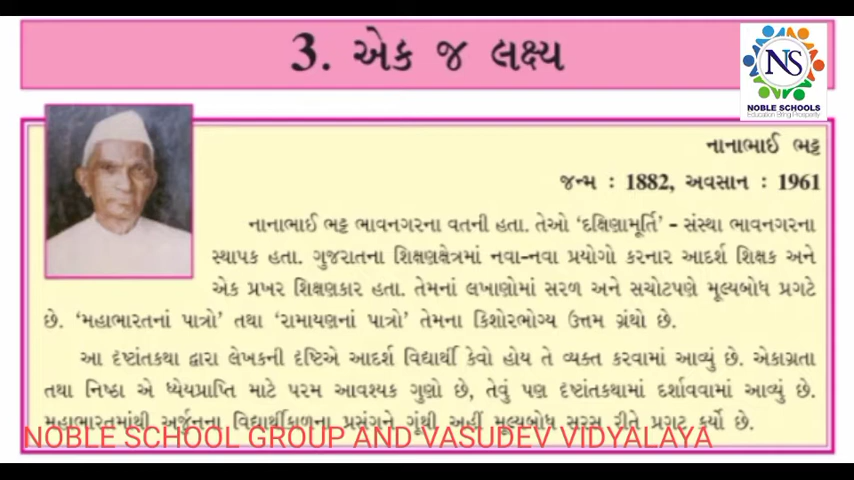 3. એક જ લક્ષ્ય
NS
NOBLE SCHOOLS
Education Bring Prosperity
નાનાભાઈ ભટ્ટ
જન્મ : 1882, અવસાન : 1961
નાનાભાઈ ભટ્ટ ભાવનગરના વતની હતા. તેઓ ‘દક્ષિણામૂર્તિ’ – સંસ્થા ભાવનગરના
સ્થાપક હતા. ગુજરાતના શિક્ષણક્ષેત્રમાં નવા-નવા પ્રયોગો કરનાર આદર્શ શિક્ષક અને
એક પ્રખર શિક્ષણકાર હતા. તેમનાં લખાણોમાં સરળ અને સચોટપણે મૂલ્યબોધ પ્રગટે
છે. ‘મહાભારતનાં પાત્રો’ તથા ‘રામાયણનાં પાત્રો’ તેમના કિશોરભોગ્ય ઉત્તમ ગ્રંથો છે.
આ દૃષ્ટાંતકથા દ્વારા લેખકની દૃષ્ટિએ આદર્શ વિદ્યાર્થી કેવો હોય તે વ્યક્ત કરવામાં આવ્યું છે. એકાગ્રતા
તથા નિષ્ઠા એ ધ્યેયપ્રાપ્તિ માટે પરમ આવશ્યક ગુણો છે, તેવું પણ દૃષ્ટાંતકથામાં દર્શાવવામાં આવ્યું છે.
મહાભારતમાંથી અર્જુનના વિદ્યાર્થીકાળના પ્રસંગને ગૂંથી અહીં મૂલ્યબોધ સરસ રીતે પ્રગટ કર્યો છે.
NOBLE SCHOOL GROUP AND VASUDEV VIDYALAYA